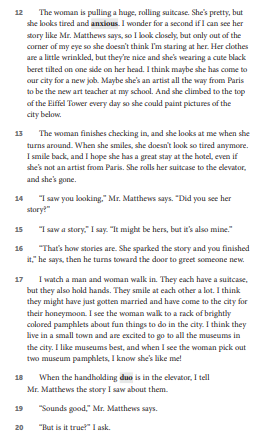 12 The woman is pulling a huge, rolling suitcase. She's pretty, but
she looks tired and anxious. I wonder for a second if I can see her
story like Mr. Matthews says, so I look closely, but only out of the
corner of my eye so she doesn't think I'm staring at her. Her clothes
are a little wrinkled, but they're nice and she's wearing a cute black
beret tilted on one side on her head. I think maybe she has come to
our city for a new job. Maybe she's an artist all the way from Paris
to be the new art teacher at my school. And she climbed to the top
of the Eiffel Tower every day so she could paint pictures of the
city below.
13 The woman finishes checking in, and she looks at me when she
turns around. When she smiles, she doesn't look so tired anymore.
I smile back, and I hope she has a great stay at the hotel, even if
she's not an artist from Paris. She rolls her suitcase to the elevator,
and she's gone.
14 "I saw you looking," Mr. Matthews says. "Did you see her
story?"
15 "I saw a story," I say. "It might be hers, but it's also mine."
16 "That's how stories are. She sparked the story and you finished
it," he says, then he turns toward the door to greet someone new.
17 I watch a man and woman walk in. They each have a suitcase,
but they also hold hands. They smile at each other a lot. I think
they might have just gotten married and have come to the city for
their honeymoon. I see the woman walk to a rack of brightly
colored pamphlets about fun things to do in the city. I think they
live in a small town and are excited to go to all the museums in
the city. I like museums best, and when I see the woman pick out
two museum pamphlets, I know she's like me!
18 When the handholding duo is in the elevator, I tell
Mr. Matthews the story I saw about them.
19 "Sounds good," Mr. Matthews says.
20 "But is it true?" I ask.